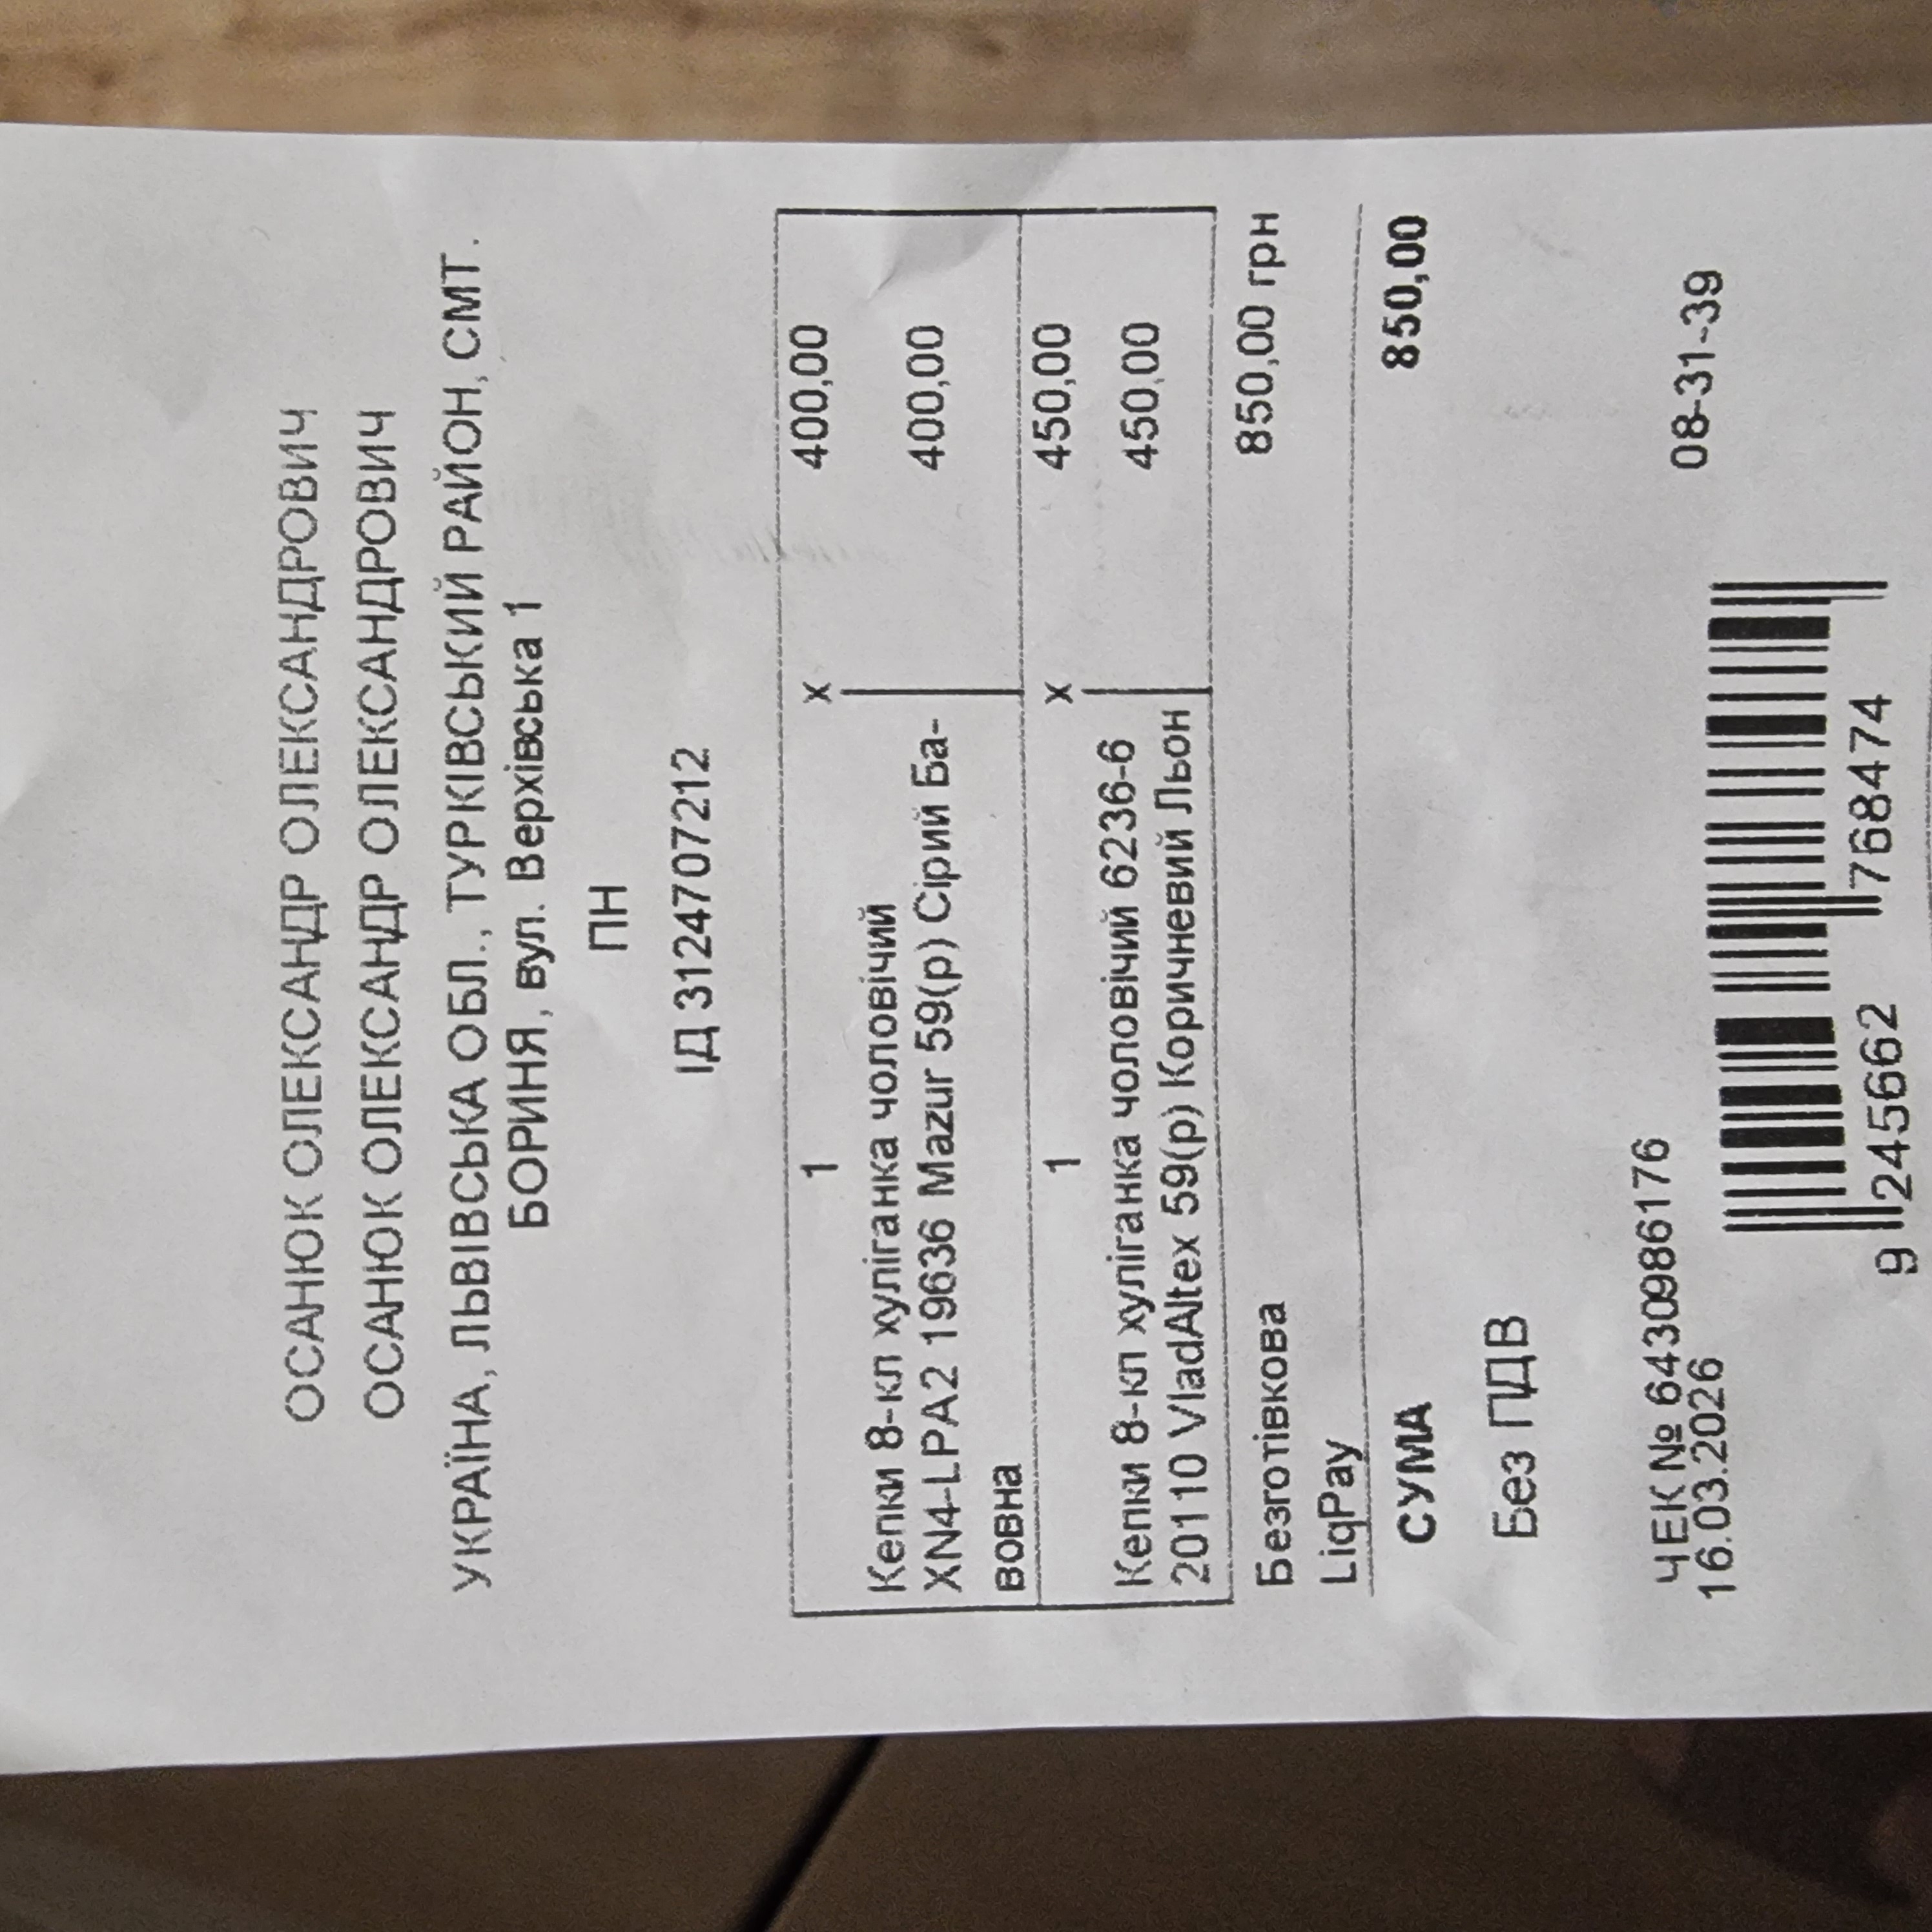 ОСАНЮК ОЛЕКСАНДР ОЛЕКСАНДРОВИЧ
ОСАНЮК ОЛЕКСАНДР ОЛЕКСАНДРОВИЧ
УКРАЇНА, ЛЬВІВСЬКА ОБЛ., ТУРКІВСЬКИЙ РАЙОН, СМТ.
БОРИНЯ, вул. Верхівська 1
ПН
ІД 3124707212
1 x 400,00
Кепки 8-кл хуліганка чоловічий
XN4-LPA2 19636 Mazur 59(р) Сірий Ба- 400,00
вовна
1 x 450,00
Кепки 8-кл хуліганка чоловічий 6236-6 450,00
20110 VladAltex 59(р) Коричневий Льон
Безготівкова 850,00 грн
LiqPay
СУМА 850,00
Без ПДВ
ЧЕК № 6430986176
16.03.2026 08-31-39
9 245662 768474